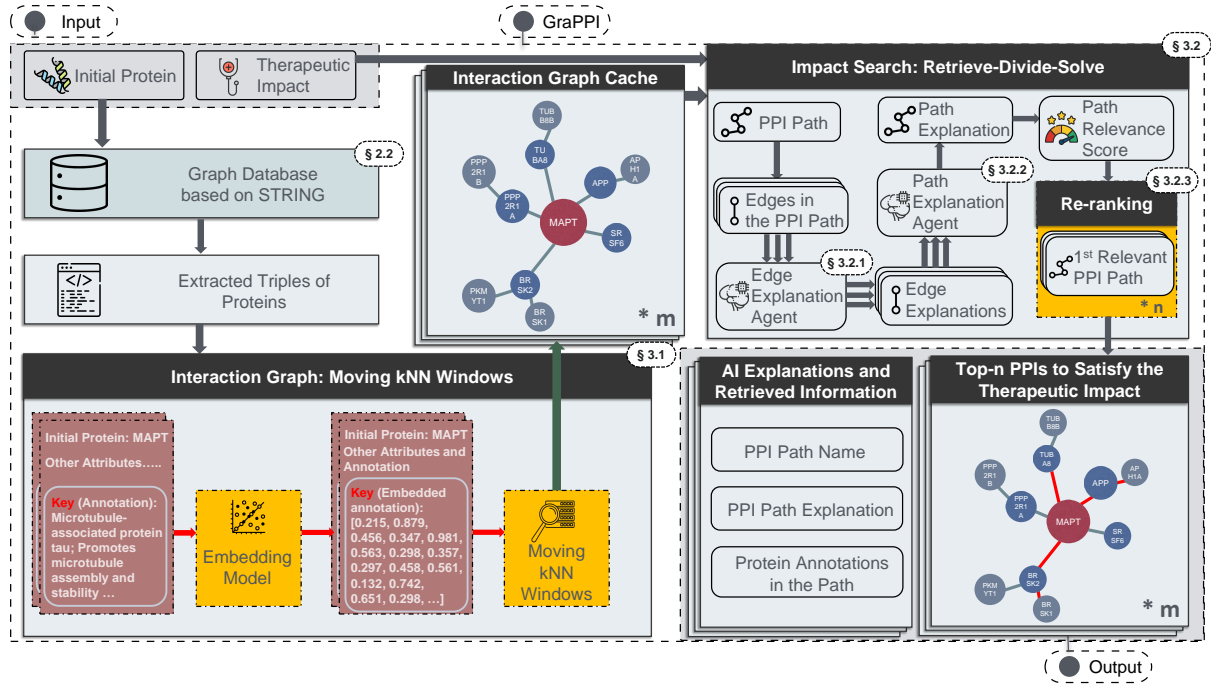 Input
GraPPI
Initial Protein
Therapeutic
Impact
§ 2.2
Graph Database
based on STRING
Extracted Triples of
Proteins
Interaction Graph Cache
TUB
B8B
TU
BA8
PPP
2R1
B
PPP
2R1
A
APP
AP
H1
A
MAPT
SR
SF6
BR
SK2
PKM
YT1
BR
SK1
* m
§ 3.1
Interaction Graph: Moving kNN Windows
Initial Protein: MAPT
Other Attributes.....
Key (Annotation):
Microtubule-
associated protein
tau; Promotes
microtubule
assembly and
stability ...
Embedding
Model
Initial Protein: MAPT
Other Attributes and
Annotation
Key (Embedded
annotation):
[0.215, 0.879,
0.456, 0.347, 0.981,
0.563, 0.298, 0.357,
0.297, 0.458, 0.561,
0.132, 0.742,
0.651, 0.298, ...]
Moving
kNN
Windows
§ 3.2
Impact Search: Retrieve-Divide-Solve
PPI Path
Edges in
the PPI Path
Edge
Explanation
Agent
§ 3.2.1
Edge
Explanations
Path
Explanation
Agent
§ 3.2.2
Path
Explanation
Path
Relevance
Score
§ 3.2.3
Re-ranking
1st Relevant
PPI Path
* n
AI Explanations and
Retrieved Information
PPI Path Name
PPI Path Explanation
Protein Annotations
in the Path
Top-n PPIs to Satisfy the
Therapeutic Impact
TUB
B8B
TUB
A8
PPP
2R1
B
PPP
2R1
A
APP
AP
H1A
MAPT
SR
SF6
BR
SK2
PKM
YT1
BR
SK1
* m
Output